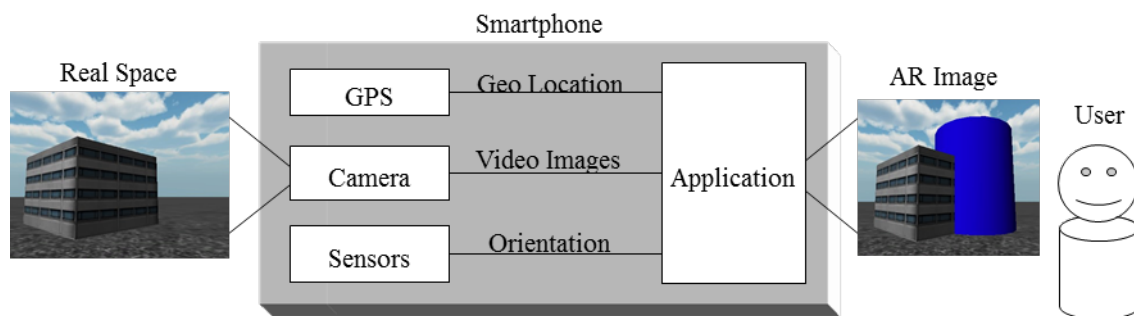 Smartphone
Real Space
GPS
Geo Location
Camera
Video Images
Sensors
Orientation
Application
AR Image
User